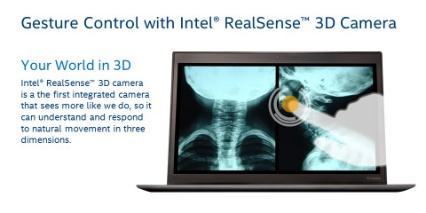 Gesture Control with Intel® RealSense™ 3D Camera
Your World in 3D
Intel® RealSense™ 3D camera
is a the first integrated camera
that sees more like we do, so it
can understand and respond
to natural movement in three
dimensions.